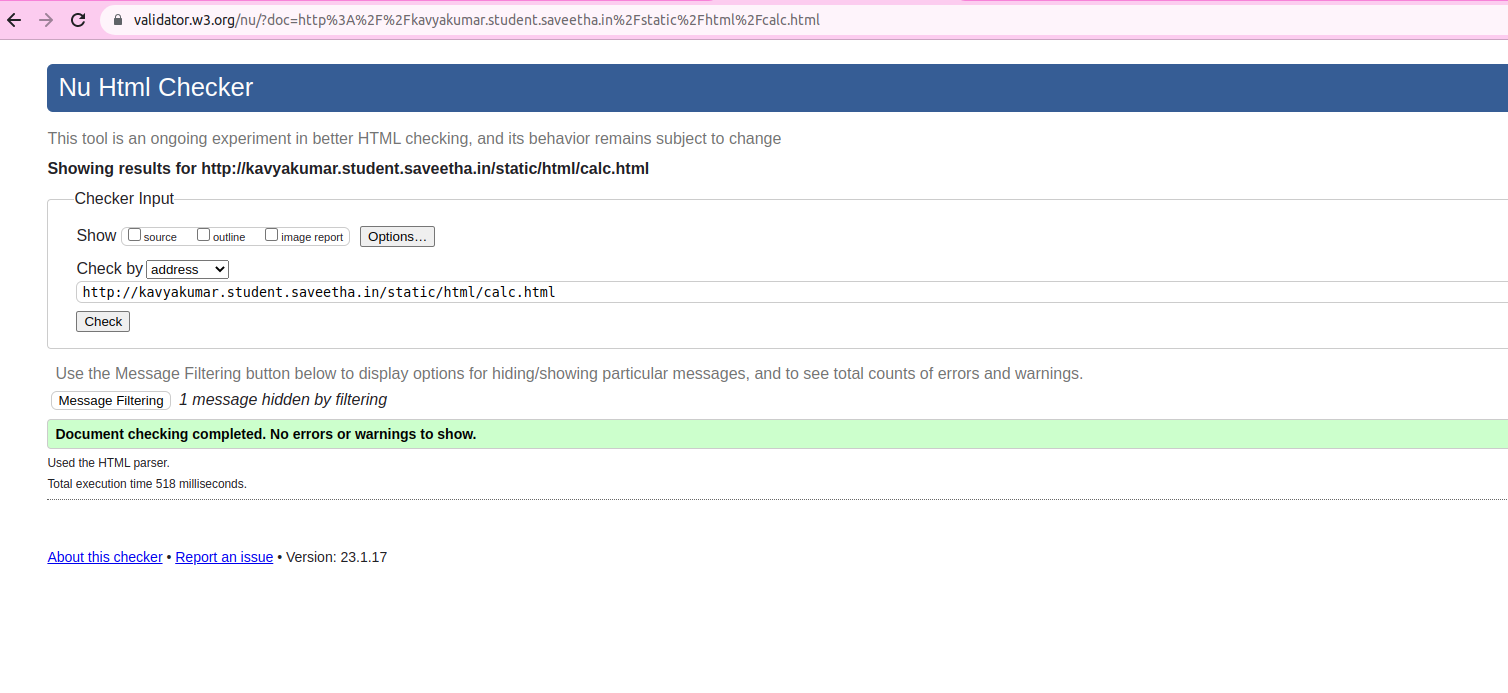 validator.w3.org/nu/?doc=http%3A%2F%2Fkavyakumar.student.saveetha.in%2Fstatic%2Fhtml%2Fcalc.html
Nu Html Checker
This tool is an ongoing experiment in better HTML checking, and its behavior remains subject to change
Showing results for http://kavyakumar.student.saveetha.in/static/html/calc.html
Checker Input
Show source outline image report Options…
Check by address
http://kavyakumar.student.saveetha.in/static/html/calc.html
Check
Use the Message Filtering button below to display options for hiding/showing particular messages, and to see total counts of errors and warnings.
Message Filtering 1 message hidden by filtering
Document checking completed. No errors or warnings to show.
Used the HTML parser.
Total execution time 518 milliseconds.
About this checker • Report an issue • Version: 23.1.17